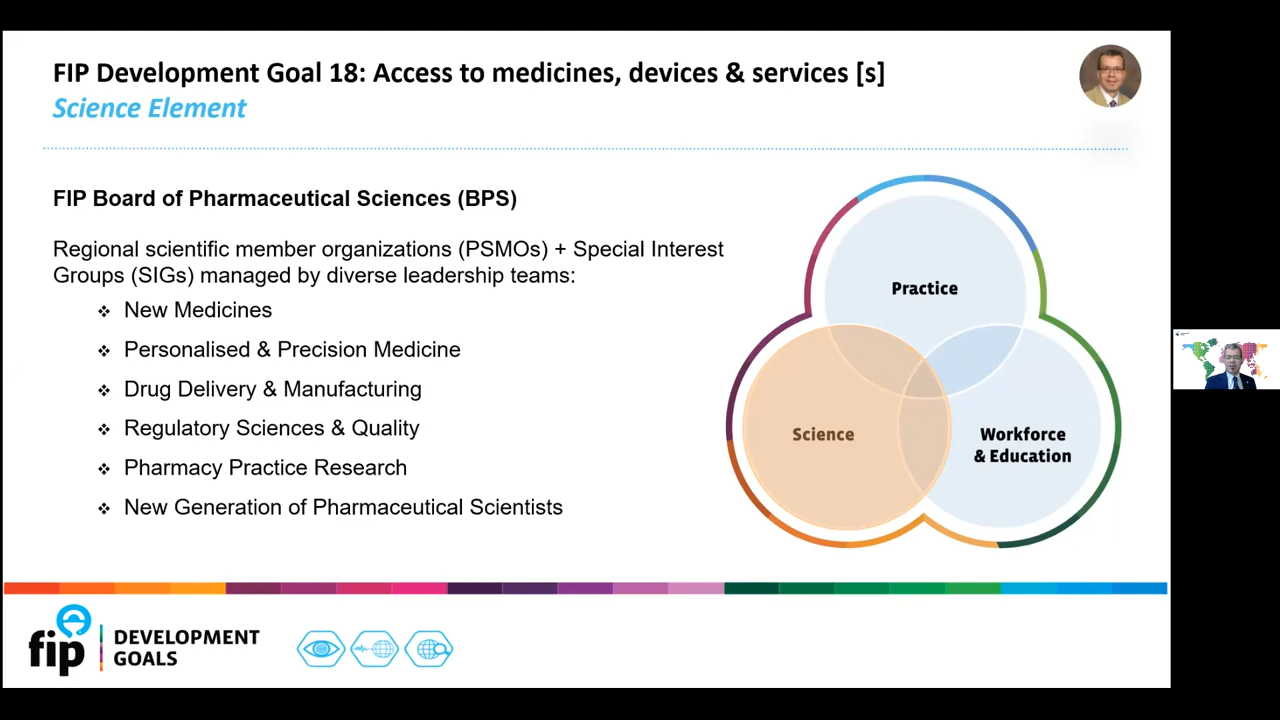 FIP Development Goal 18: Access to medicines, devices & services [s]
Science Element
FIP Board of Pharmaceutical Sciences (BPS)
Regional scientific member organizations (PSMOs) + Special Interest
Groups (SIGs) managed by diverse leadership teams:
❖ New Medicines
❖ Personalised & Precision Medicine
❖ Drug Delivery & Manufacturing
❖ Regulatory Sciences & Quality
❖ Pharmacy Practice Research
❖ New Generation of Pharmaceutical Scientists
Practice
Science
Workforce
& Education
fip
DEVELOPMENT
GOALS